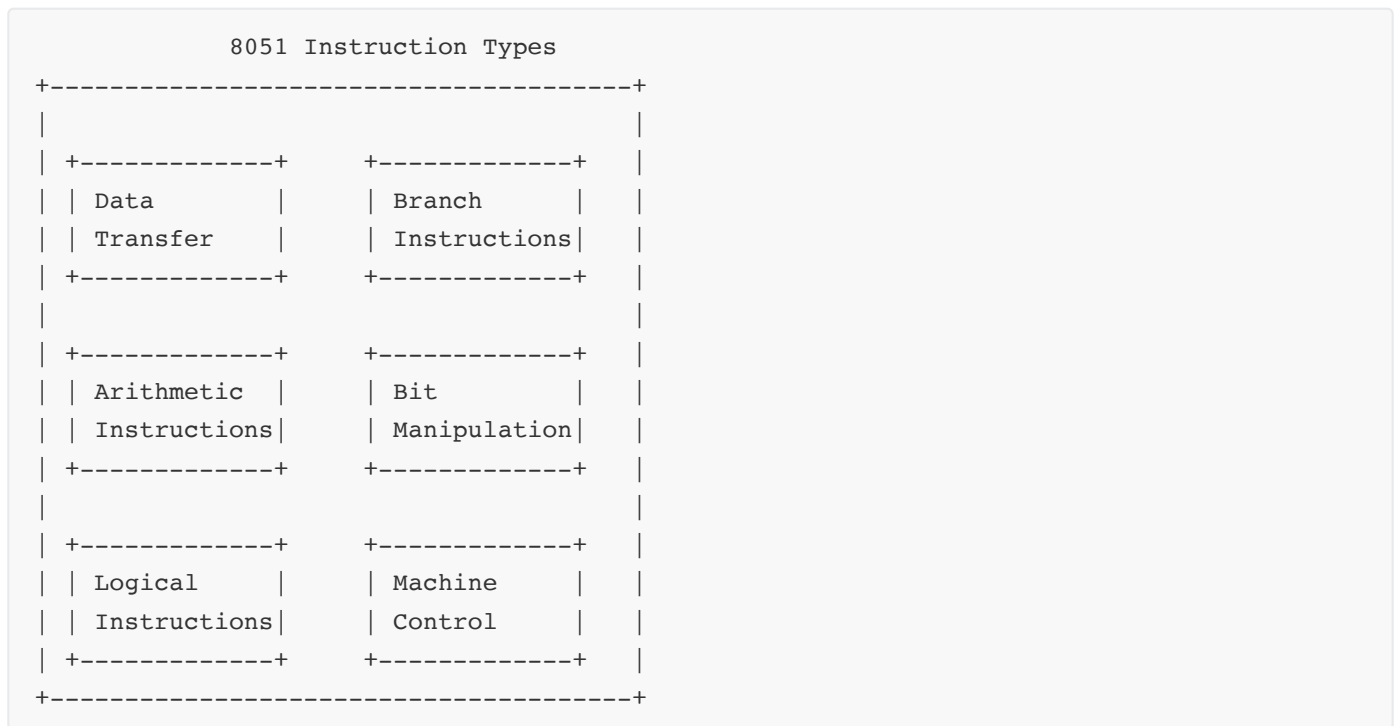 8051 Instruction Types
+---------------------------------------+
|                                       |
| +-------------+     +-------------+   |
| | Data        |     | Branch      |   |
| | Transfer    |     | Instructions|   |
| +-------------+     +-------------+   |
|                                       |
| +-------------+     +-------------+   |
| | Arithmetic  |     | Bit         |   |
| | Instructions|     | Manipulation|   |
| +-------------+     +-------------+   |
|                                       |
| +-------------+     +-------------+   |
| | Logical     |     | Machine     |   |
| | Instructions|     | Control     |   |
| +-------------+     +-------------+   |
+---------------------------------------+